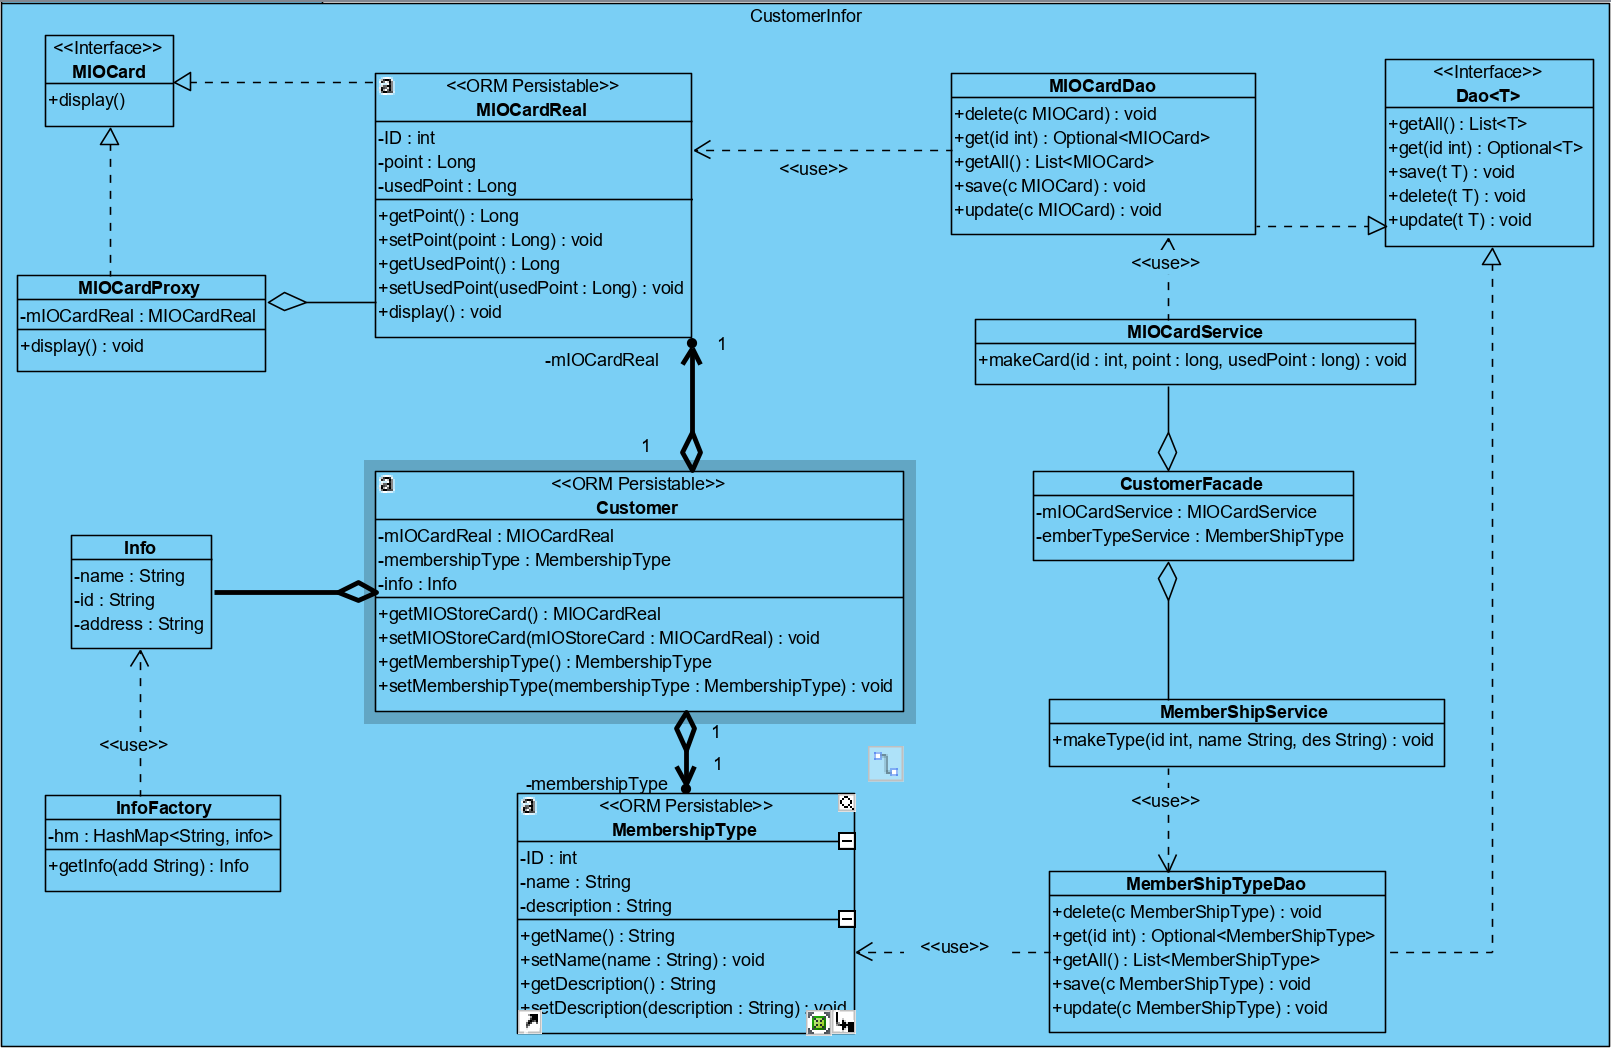 CustomerInfor
<<Interface>>
MIOCard
+display()
a
<<ORM Persistable>>
MIOCardReal
-ID : int
-point : Long
-usedPoint : Long
+getPoint() : Long
+setPoint(point : Long) : void
+getUsedPoint() : Long
+setUsedPoint(usedPoint : Long) : void
+display() : void
<<use>>
MIOCardDao
+delete(c MIOCard) : void
+get(id int) : Optional<MIOCard>
+getAll() : List<MIOCard>
+save(c MIOCard) : void
+update(c MIOCard) : void
<<Interface>>
Dao<T>
+getAll() : List<T>
+get(id int) : Optional<T>
+save(t T) : void
+delete(t T) : void
+update(t T) : void
<<use>>
MIOCardProxy
-mIOCardReal : MIOCardReal
+display() : void
MIOCardService
+makeCard(id : int, point : long, usedPoint : long) : void
1
-mIOCardReal
1
a
<<ORM Persistable>>
Customer
-mIOCardReal : MIOCardReal
-membershipType : MembershipType
-info : Info
+getMIOStoreCard() : MIOCardReal
+setMIOStoreCard(mIOStoreCard : MIOCardReal) : void
+getMembershipType() : MembershipType
+setMembershipType(membershipType : MembershipType) : void
CustomerFacade
-mIOCardService : MIOCardService
-emberTypeService : MemberShipType
Info
-name : String
-id : String
-address : String
<<use>>
InfoFactory
-hm : HashMap<String, info>
+getInfo(add String) : Info
1
1
-membershipType
a
<<ORM Persistable>>
MembershipType
-ID : int
-name : String
-description : String
+getName() : String
+setName(name : String) : void
+getDescription() : String
+setDescription(description : String) : void
MemberShipService
+makeType(id int, name String, des String) : void
<<use>>
<<use>>
MemberShipTypeDao
+delete(c MemberShipType) : void
+get(id int) : Optional<MemberShipType>
+getAll() : List<MemberShipType>
+save(c MemberShipType) : void
+update(c MemberShipType) : void